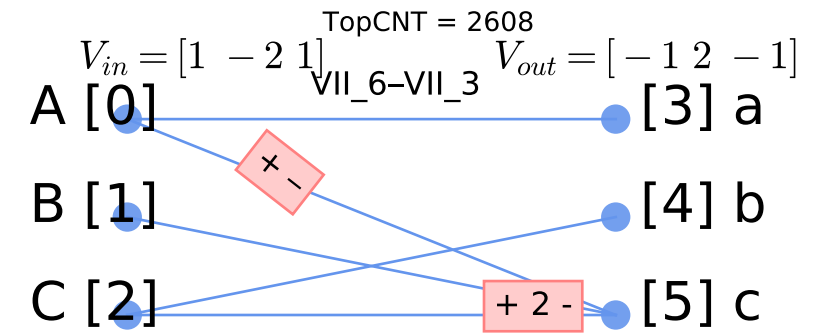 TopCNT = 2608
V_in = [1 − 2 1]
V_out = [ − 1 2 − 1]
VII_6–VII_3
A [0]
[3] a
+ −
B [1]
[4] b
C [2]
+ 2 -
[5] c